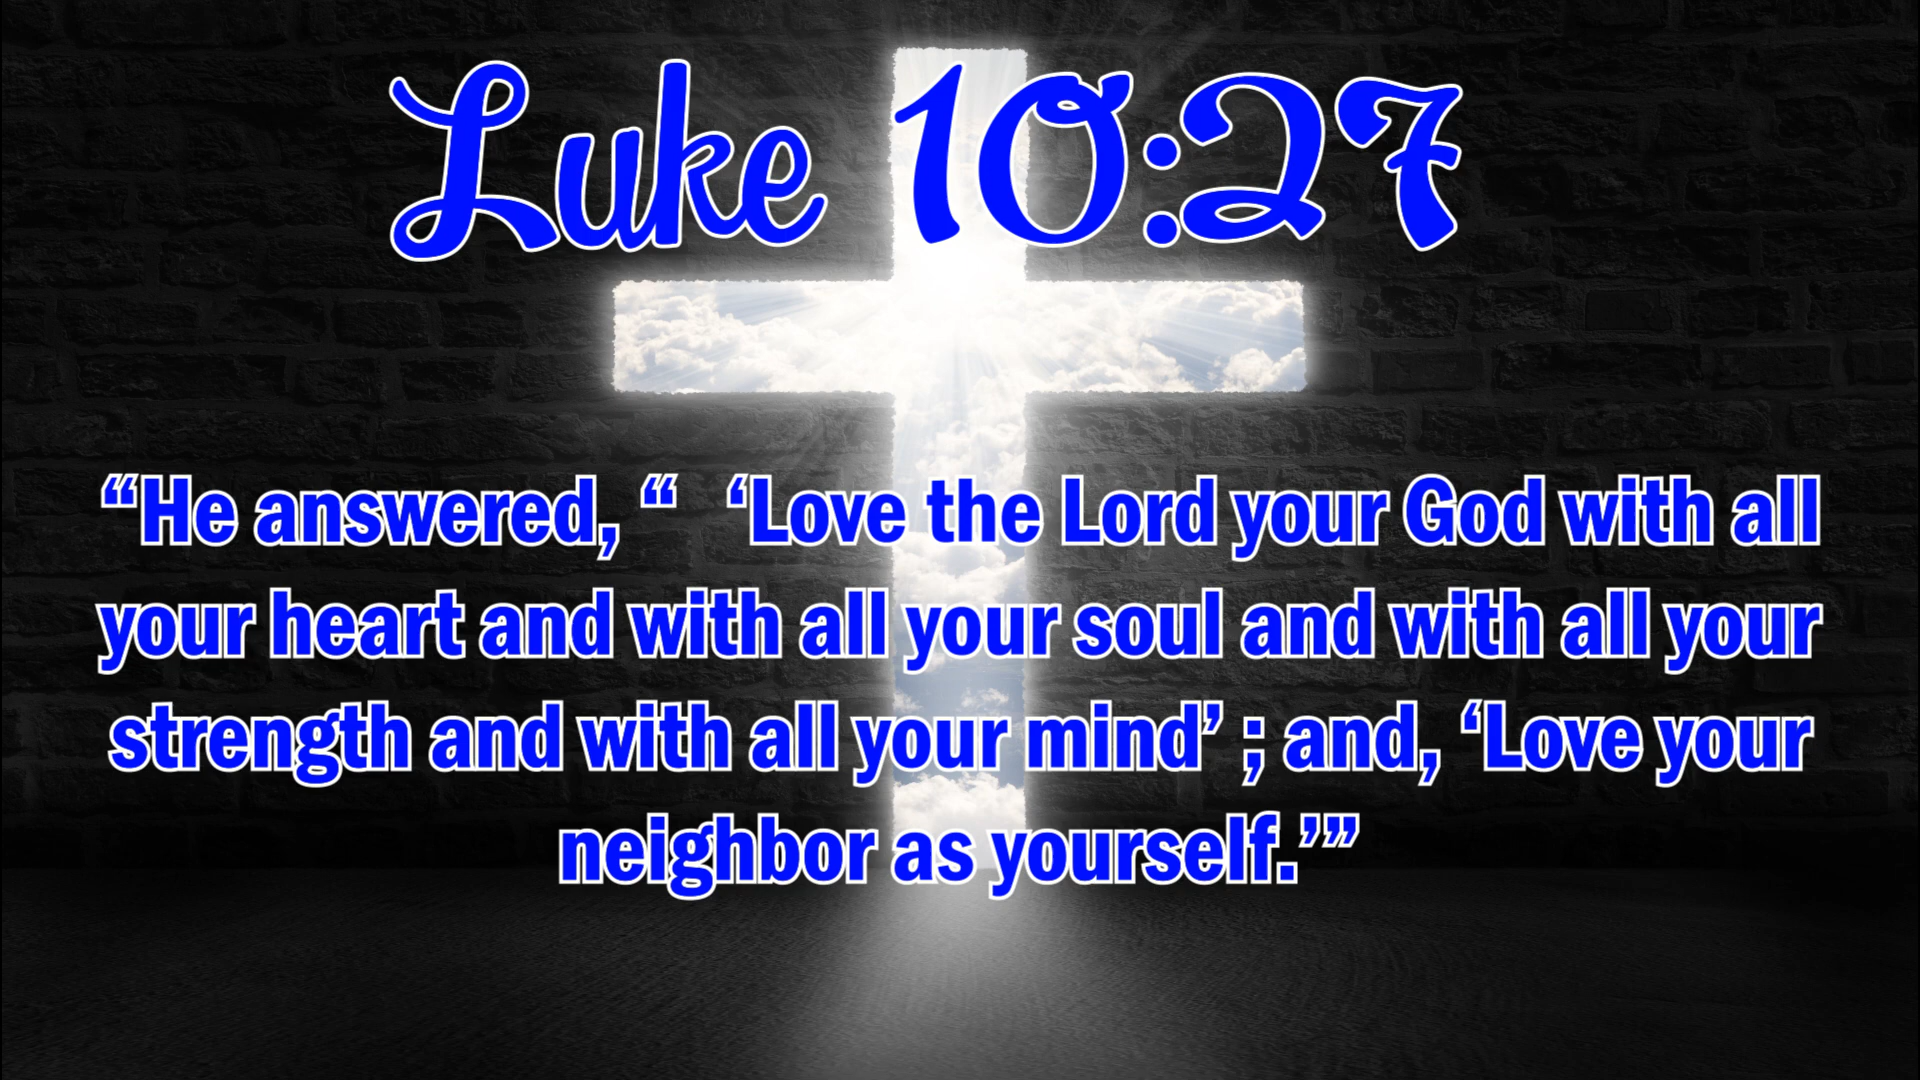 Luke 10:27
“He answered, “ ‘Love the Lord your God with all
your heart and with all your soul and with all your
strength and with all your mind’ ; and, ‘Love your
neighbor as yourself.’”